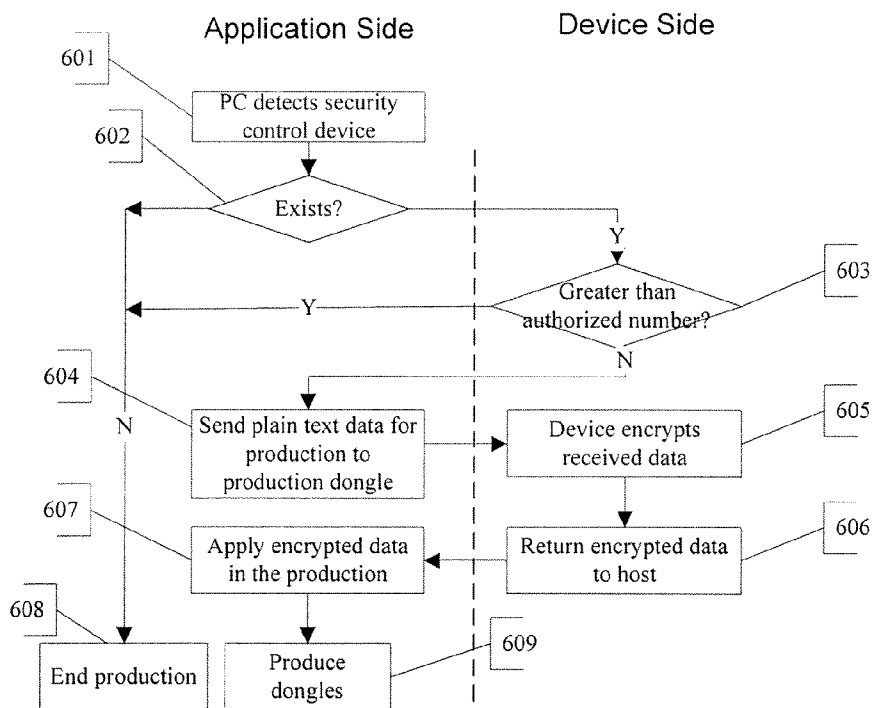 Application Side
Device Side
601
PC detects security
control device
602
Exists?
Y
603
Greater than
authorized number?
Y
N
604
N
Send plain text data for
production to
production dongle
605
Device encrypts
received data
607
Apply encrypted data
in the production
606
Return encrypted data
to host
608
End production
Produce
dongles
609